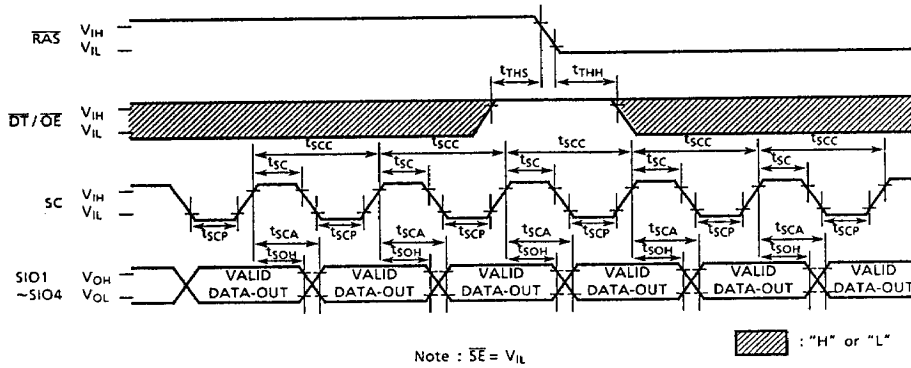 RAS VIH
VIL
tTHS tTHH
DT / OE VIH
VIL
tSCC tSCC tSCC tSCC tSCC
tSC tSC tSC tSC tSC
SC VIH
VIL
tSCP tSCP tSCP tSCP tSCP tSCP
tSCA tSCA tSCA tSCA tSCA
tSOH tSOH tSOH tSOH tSOH
SIO1 VOH VALID VALID VALID VALID VALID VALID
~SIO4 VOL DATA-OUT DATA-OUT DATA-OUT DATA-OUT DATA-OUT DATA-OUT
: "H" or "L"
Note : SE = VIL